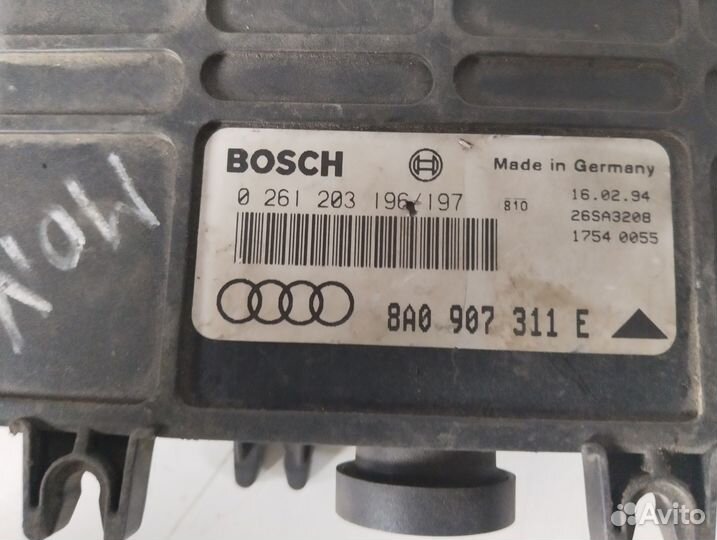 BOSCH
Made in Germany
0 261 203 196/197
810
16.02.94
26SA3208
1754 0055
8A0 907 311 E
Avito